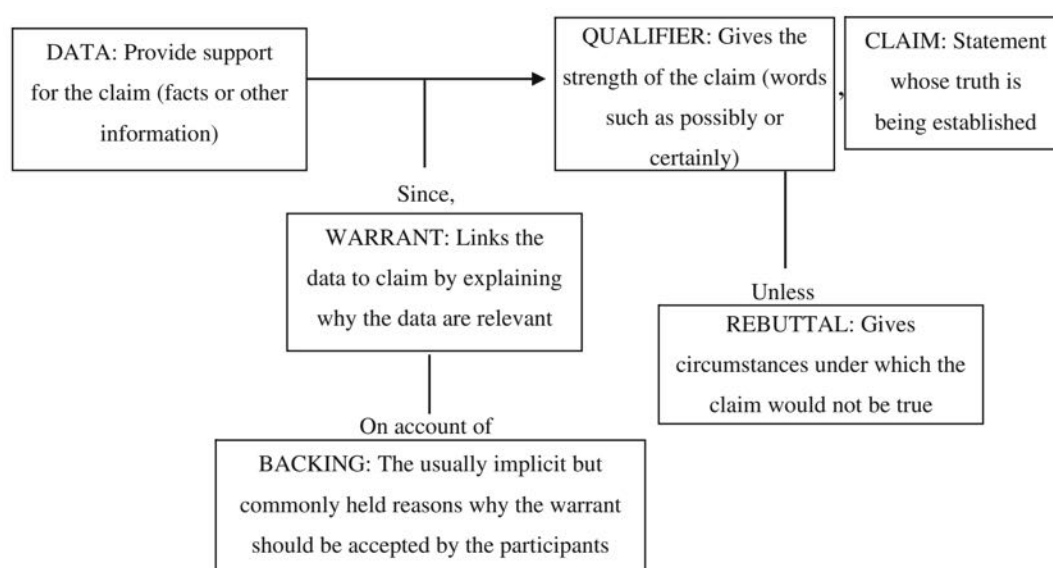 DATA: Provide support
for the claim (facts or other
information)
QUALIFIER: Gives the
strength of the claim (words
such as possibly or
certainly)
,
CLAIM: Statement
whose truth is
being established
Since,
WARRANT: Links the
data to claim by explaining
why the data are relevant
Unless
REBUTTAL: Gives
circumstances under which the
claim would not be true
On account of
BACKING: The usually implicit but
commonly held reasons why the warrant
should be accepted by the participants